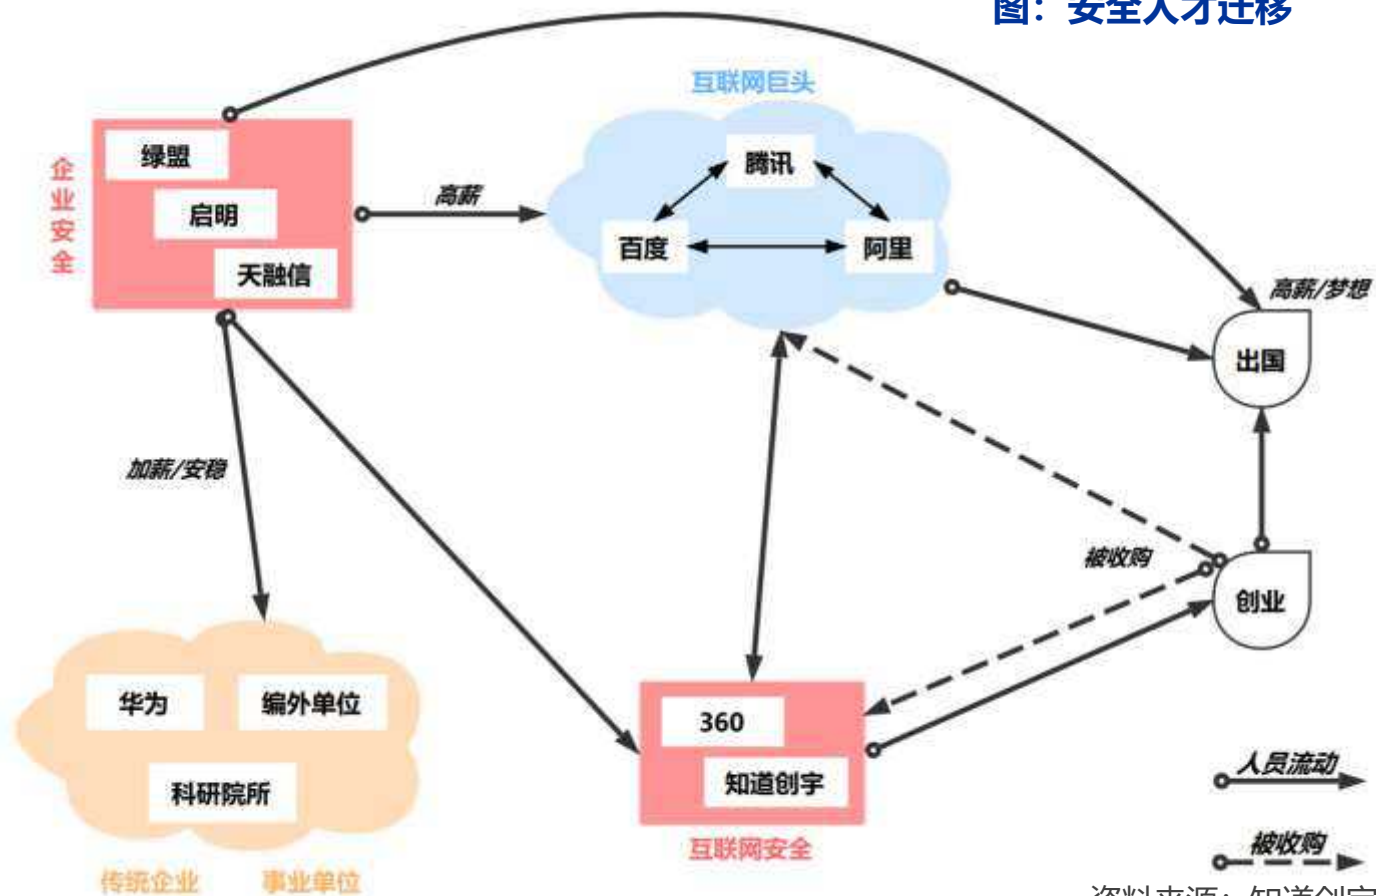 图：安全人才迁移
互联网巨头
企业安全
绿盟
启明
天融信
高薪
腾讯
百度
阿里
高薪/梦想
出国
加薪/安稳
被收购
创业
华为
编外单位
科研院所
传统企业
事业单位
360
知道创宇
互联网安全
人员流动
被收购
资料来源：知道创宇